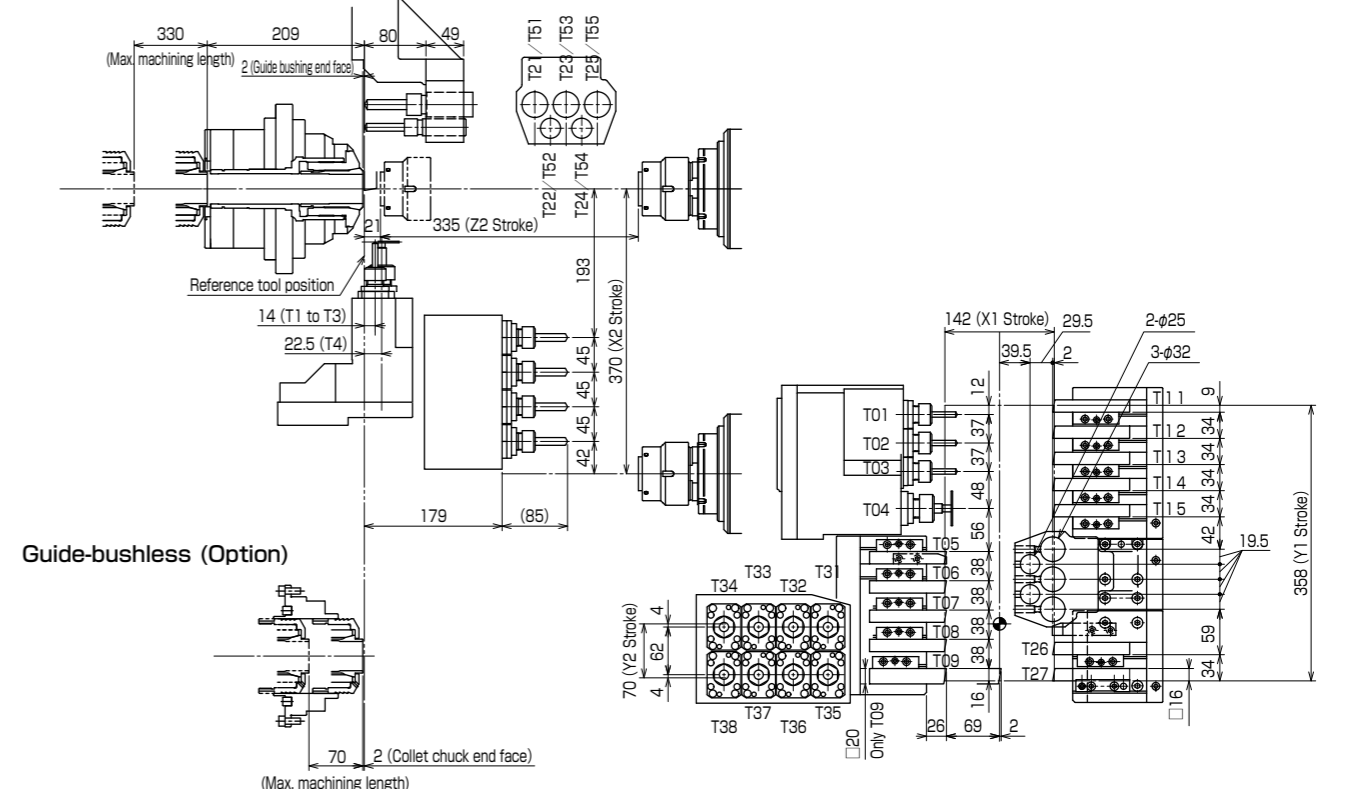 330
209
80
49
(Max. machining length)
2 (Guide bushing end face)
T21/T51
T23/T53
T25/T55
T22/T52
T24/T54
21
335 (Z2 Stroke)
193
370 (X2 Stroke)
Reference tool position
14 (T1 to T3)
22.5 (T4)
45
45
45
42
179
(85)
142 (X1 Stroke)
29.5
2-φ25
39.5
2
3-φ32
12
37
37
48
56
38
38
38
38
16
T01
T02
T03
T04
T05
T06
T07
T08
T09
T11
T12
T13
T14
T15
T26
T27
9
34
34
34
34
42
19.5
59
34
358 (Y1 Stroke)
□16
Guide-bushless (Option)
T34
T33
T32
T31
4
62
4
70 (Y2 Stroke)
T38
T37
T36
T35
□20
Only T09
26
69
2
70
2 (Collet chuck end face)
(Max. machining length)